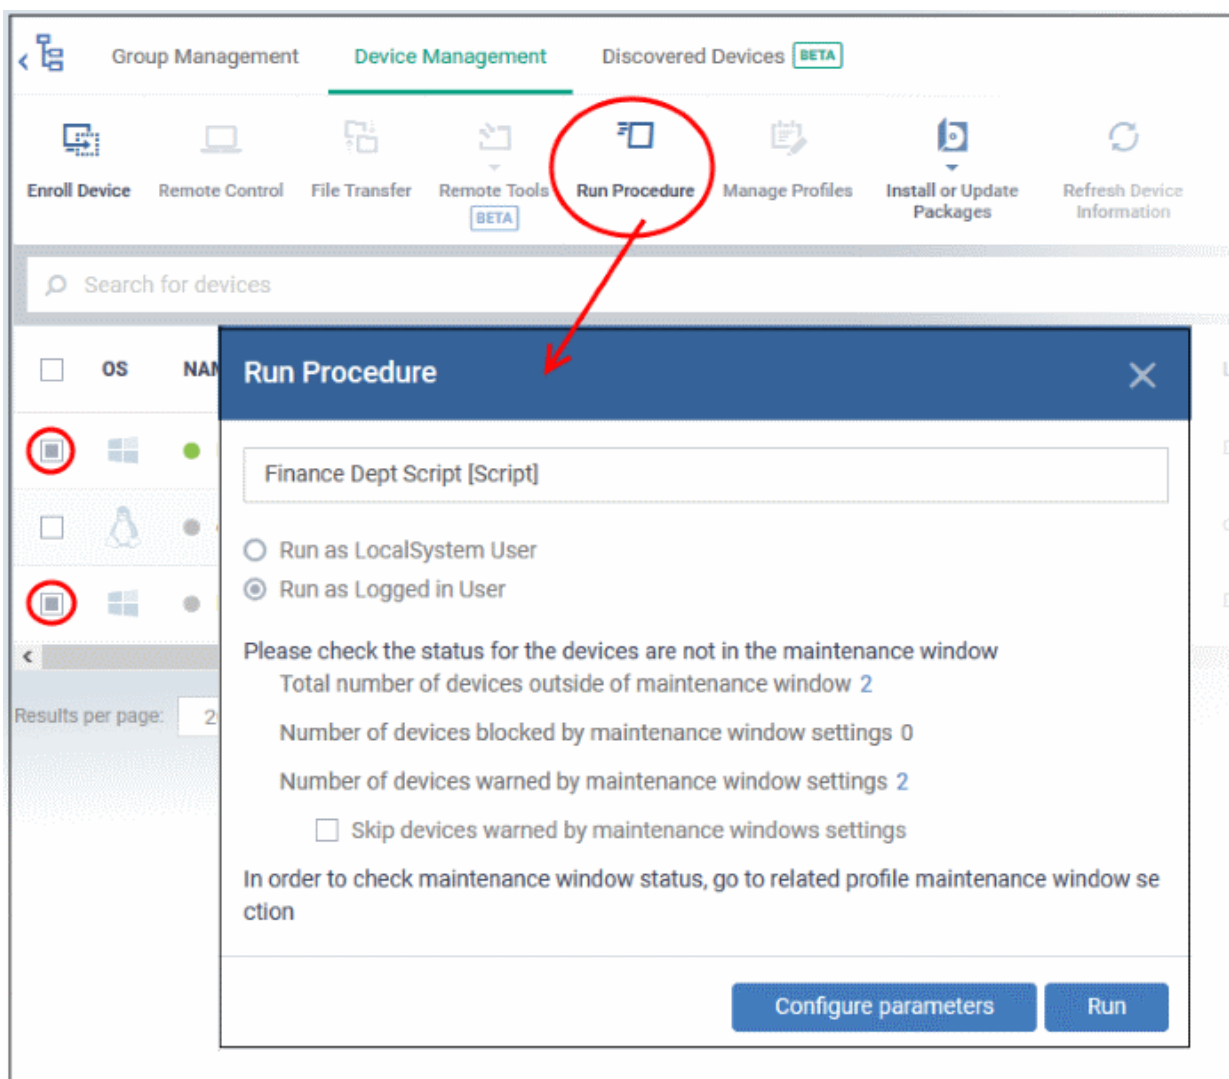 Group Management Device Management Discovered Devices BETA
Enroll Device Remote Control File Transfer Remote Tools Run Procedure Manage Profiles Install or Update Refresh Device
BETA Packages Information
Search for devices
OS
Run Procedure
Finance Dept Script [Script]
Run as LocalSystem User
Run as Logged in User
Please check the status for the devices are not in the maintenance window
Total number of devices outside of maintenance window 2
Results per page:
Number of devices blocked by maintenance window settings 0
Number of devices warned by maintenance window settings 2
Skip devices warned by maintenance windows settings
In order to check maintenance window status, go to related profile maintenance window se
ction
Configure parameters Run